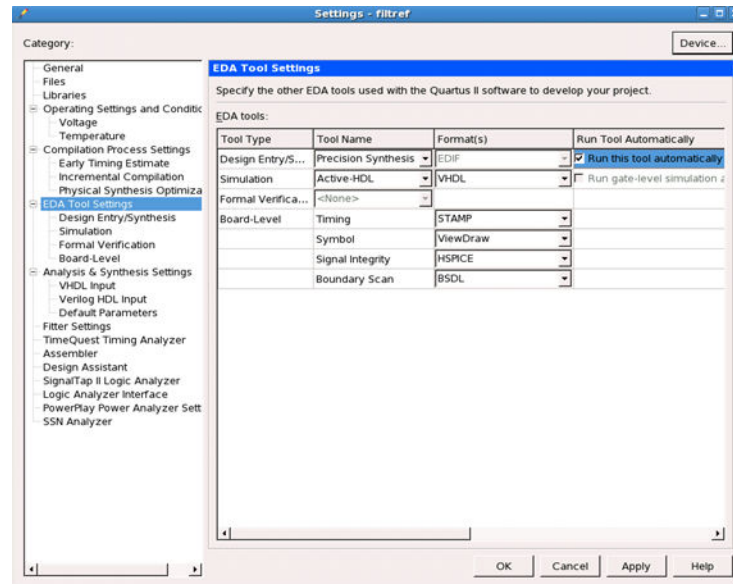 Settings - filtref
Category:
Device...
General
Files
Libraries
Operating Settings and Conditic
Voltage
Temperature
Compilation Process Settings
Early Timing Estimate
Incremental Compilation
Physical Synthesis Optimiza
EDA Tool Settings
Design Entry/Synthesis
Simulation
Formal Verification
Board-Level
Analysis & Synthesis Settings
VHDL Input
Verilog HDL Input
Default Parameters
Fitter Settings
TimeQuest Timing Analyzer
Assembler
Design Assistant
SignalTap II Logic Analyzer
Logic Analyzer Interface
PowerPlay Power Analyzer Sett
SSN Analyzer
EDA Tool Settings
Specify the other EDA tools used with the Quartus II software to develop your project.
EDA tools:
Tool Type Tool Name Format(s) Run Tool Automatically
Design Entry/S... Precision Synthesis EDIF Run this tool automatically
Simulation Active-HDL VHDL Run gate-level simulation a
Formal Verifica... <None>
Board-Level Timing STAMP
Symbol ViewDraw
Signal Integrity HSPICE
Boundary Scan BSDL
OK Cancel Apply Help